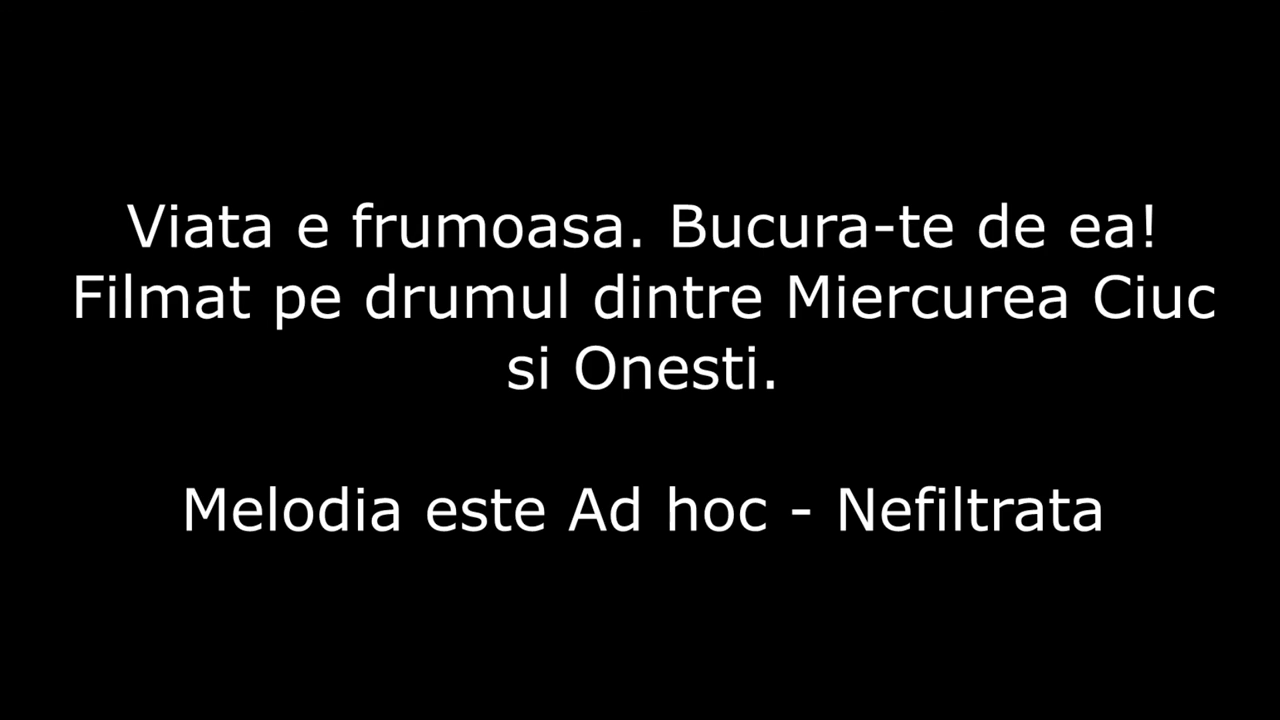 Viata e frumoasa. Bucura-te de ea!
Filmat pe drumul dintre Miercurea Ciuc
si Onesti.
Melodia este Ad hoc - Nefiltrata